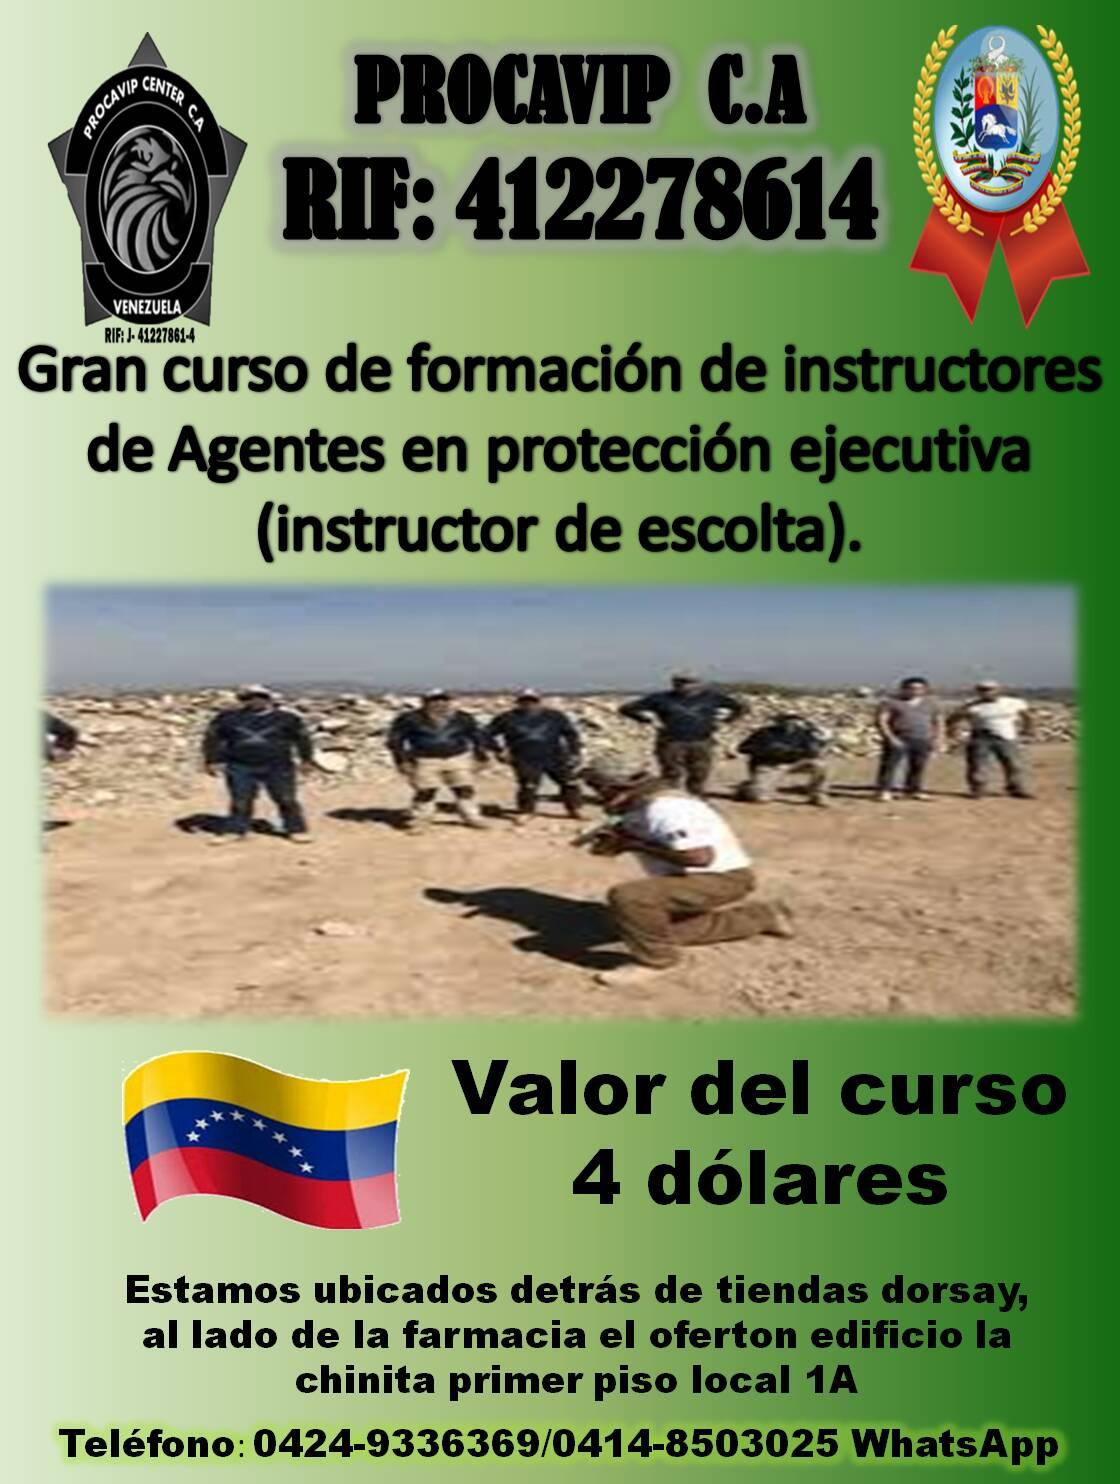 PROCAVIP CENTER C.A
VENEZUELA
RIF: J- 41227861-4
PROCAVIP C.A
RIF: 412278614
Gran curso de formación de instructores
de Agentes en protección ejecutiva
(instructor de escolta).
Valor del curso
4 dólares
Estamos ubicados detrás de tiendas dorsay,
al lado de la farmacia el oferton edificio la
chinita primer piso local 1A
Teléfono: 0424-9336369/0414-8503025 WhatsApp